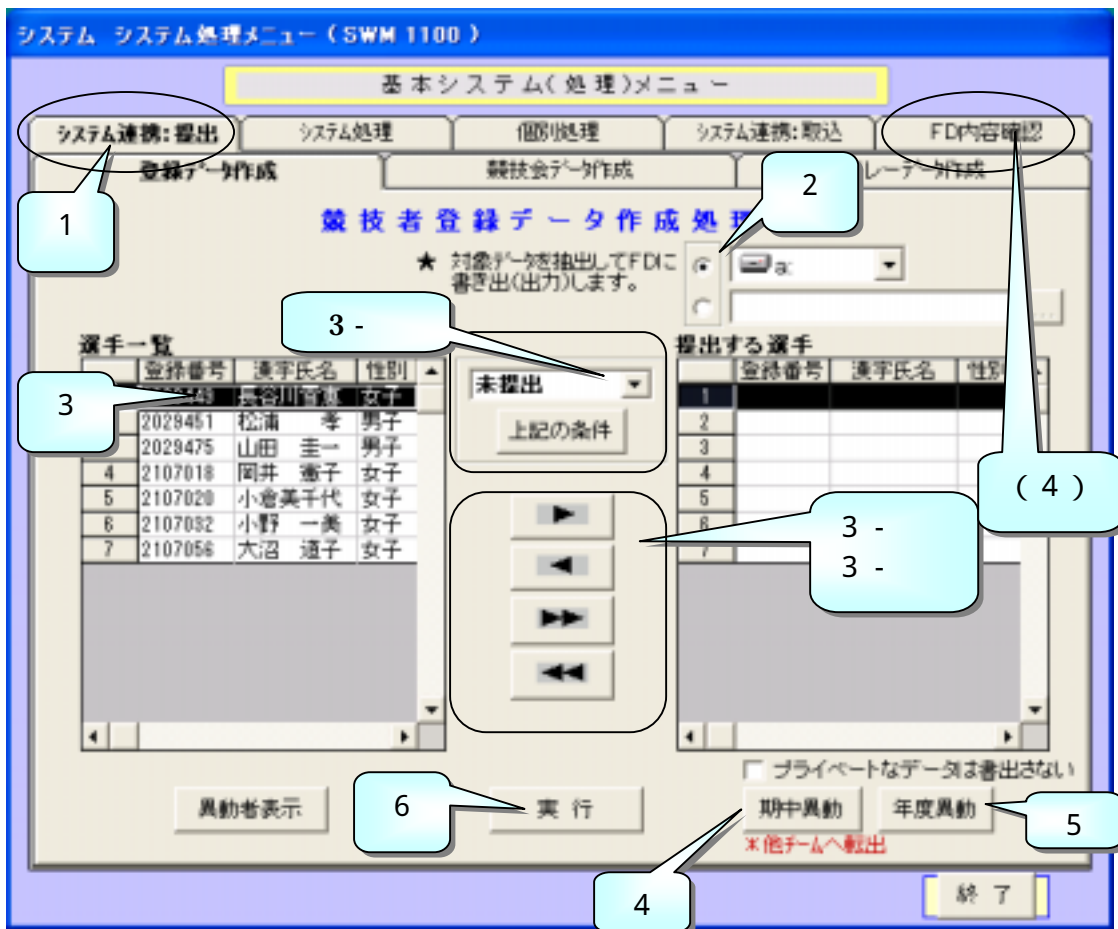 システム システム処理メニュー ( SWM 1100 )
基本システム(処理)メニュー
システム連携:提出 システム処理 個別処理 システム連携:取込 FD内容確認
登録データ作成 競技会データ作成 レーデータ作成
1
2
競技者登録データ作成処
★ 対象データを抽出してFDに
書き出(出力)します。
a:
3 -
選手一覧
提出する選手
登録番号 漢字氏名 性別
登録番号 漢字氏名 性別
未提出
上記の条件
3
女子
2029451 松浦 孝 男子
2029475 山田 圭一 男子
4 2107018 岡井 憲子 女子
5 2107020 小倉美千代 女子
6 2107032 小野 一美 女子
7 2107056 大沼 道子 女子
1
2
3
4
5
6
7
( 4 )
3 -
3 -
プライベートなデータは書出さない
異動者表示
6
実 行
期中異動
年度異動
5
*他チームへ転出
4
終 了